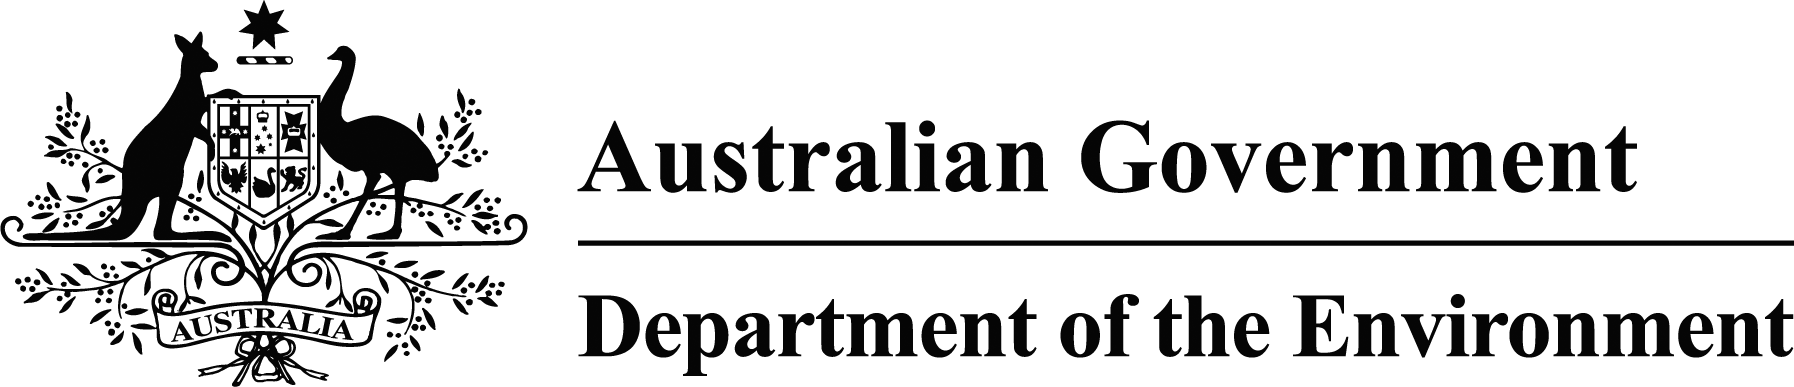 AUSTRALIA
Australian Government
Department of the Environment